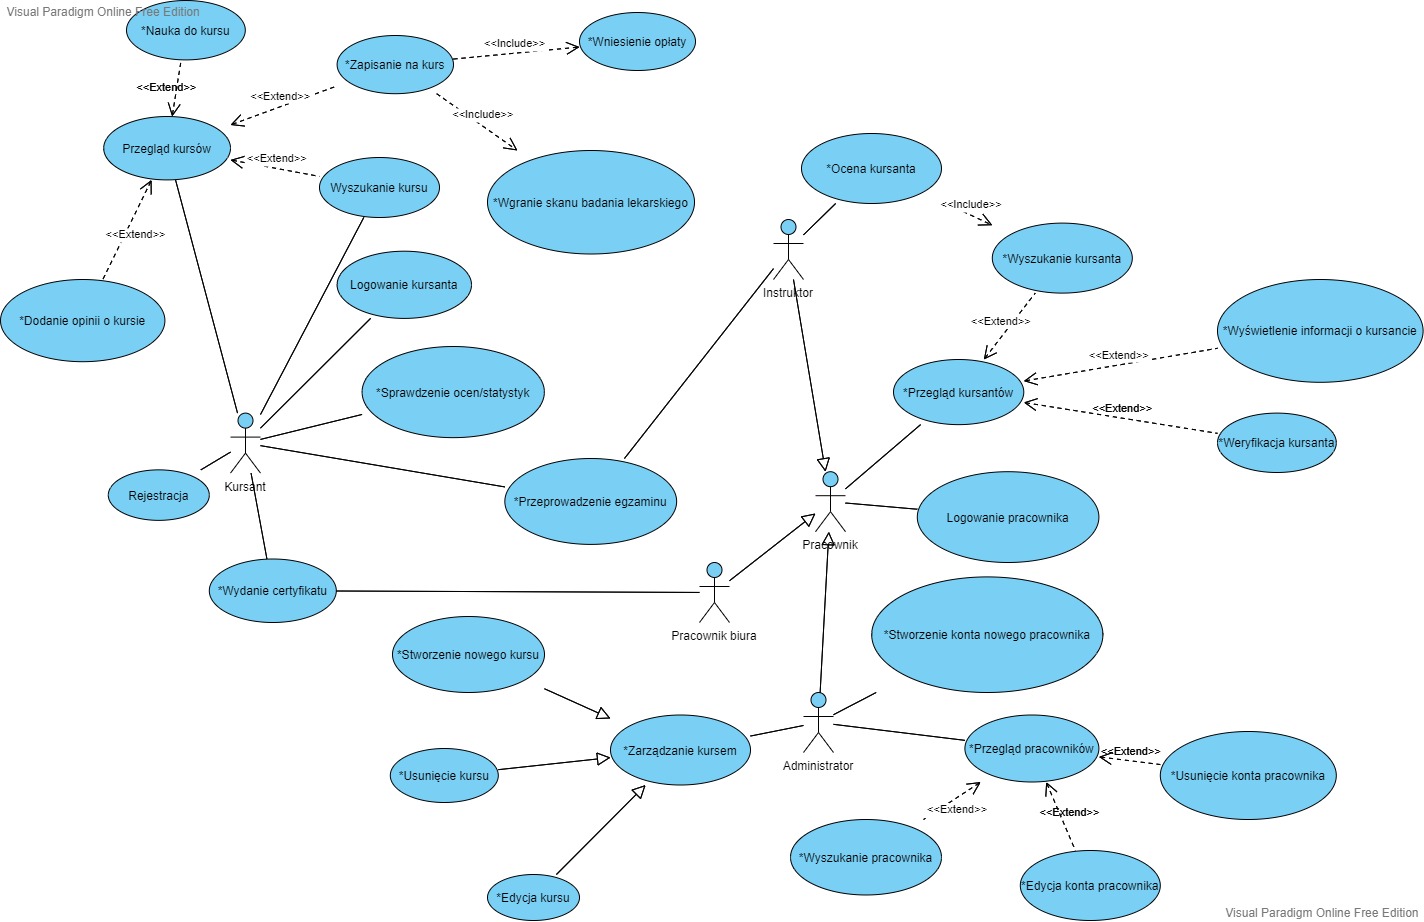 Visual Paradigm Online Free Edition
*Nauka do kursu
<<Include>>
*Wniesienie opłaty
*Zapisanie na kurs
<<Extend>>
<<Extend>>
<<Include>>
Przegląd kursów
<<Extend>>
Wyszukanie kursu
*Wgranie skanu badania lekarskiego
*Ocena kursanta
<<Include>>
<<Extend>>
*Wyszukanie kursanta
Logowanie kursanta
Instruktor
*Dodanie opinii o kursie
<<Extend>>
*Wyświetlenie informacji o kursancie
<<Extend>>
*Sprawdzenie ocen/statystyk
*Przegląd kursantów
<<Extend>>
*Weryfikacja kursanta
Kursant
Rejestracja
*Przeprowadzenie egzaminu
Logowanie pracownika
Pracownik
*Wydanie certyfikatu
Pracownik biura
*Stworzenie konta nowego pracownika
*Stworzenie nowego kursu
*Zarządzanie kursem
*Przegląd pracowników
<<Extend>>
Administrator
*Usunięcie kursu
*Usunięcie konta pracownika
<<Extend>>
<<Extend>>
*Wyszukanie pracownika
*Edycja konta pracownika
*Edycja kursu
Visual Paradigm Online Free Edition